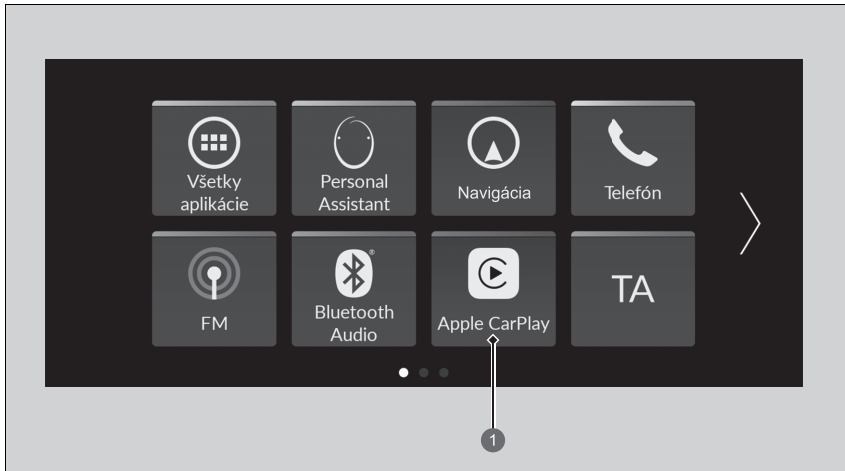 Všetky
aplikácie
Personal
Assistant
Navigácia
Telefón
FM
®
Bluetooth
Audio
Apple CarPlay
TA
1